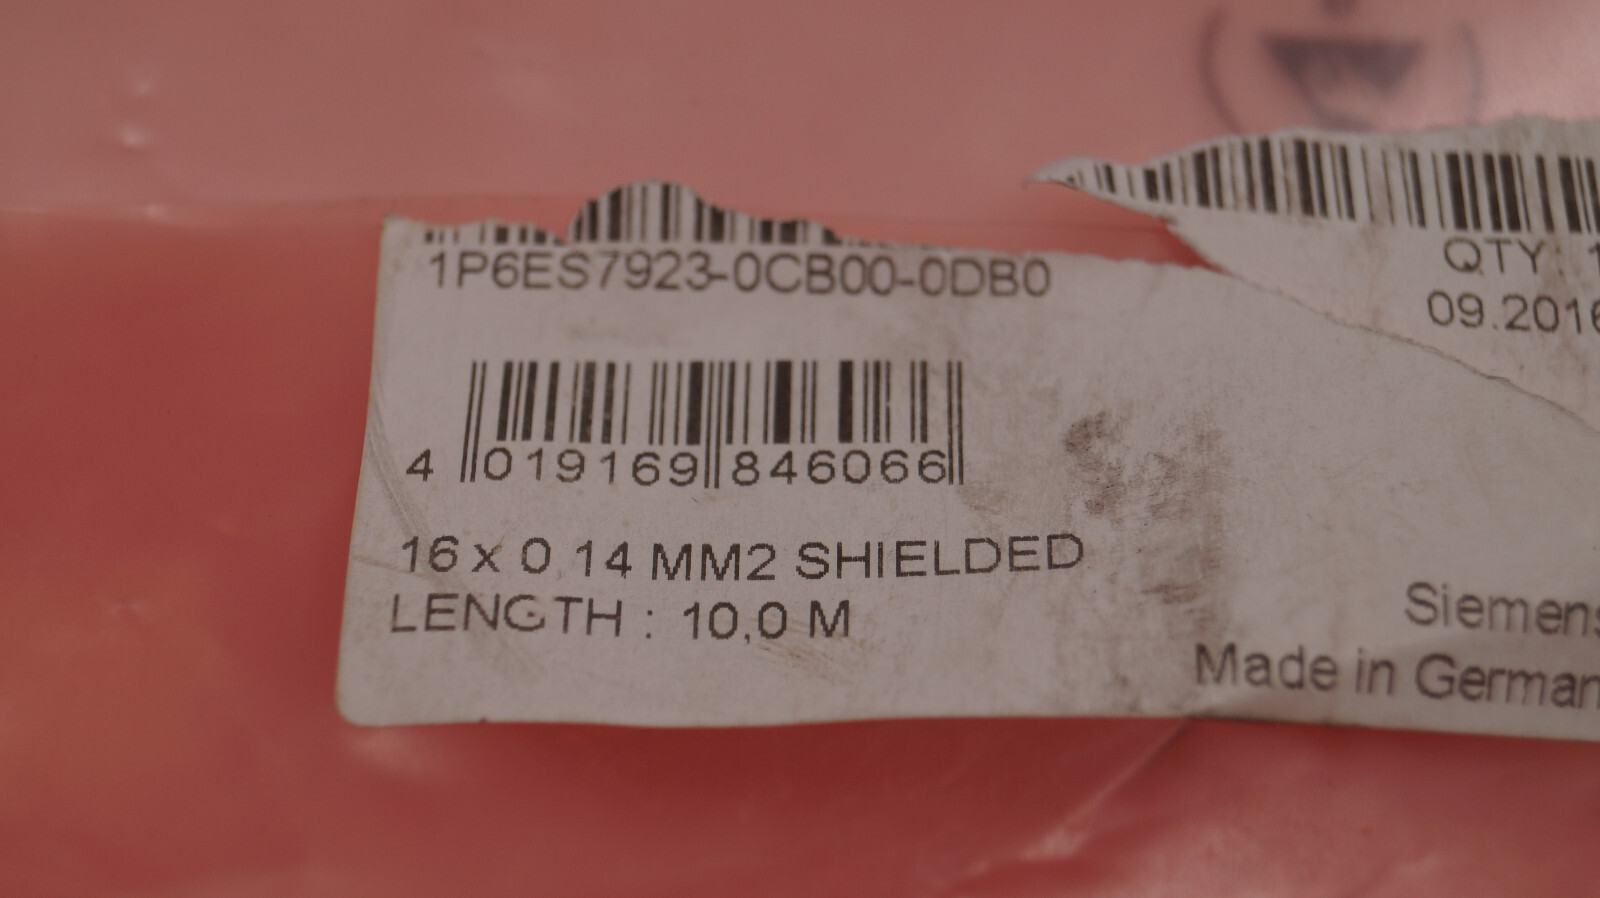 1P6ES7923-0CB00-0DB0
QTY: 1
09.2016
4 019169 846066
16 x 0.14 MM2 SHIELDED
LENGTH : 10,0 M
Siemens
Made in German